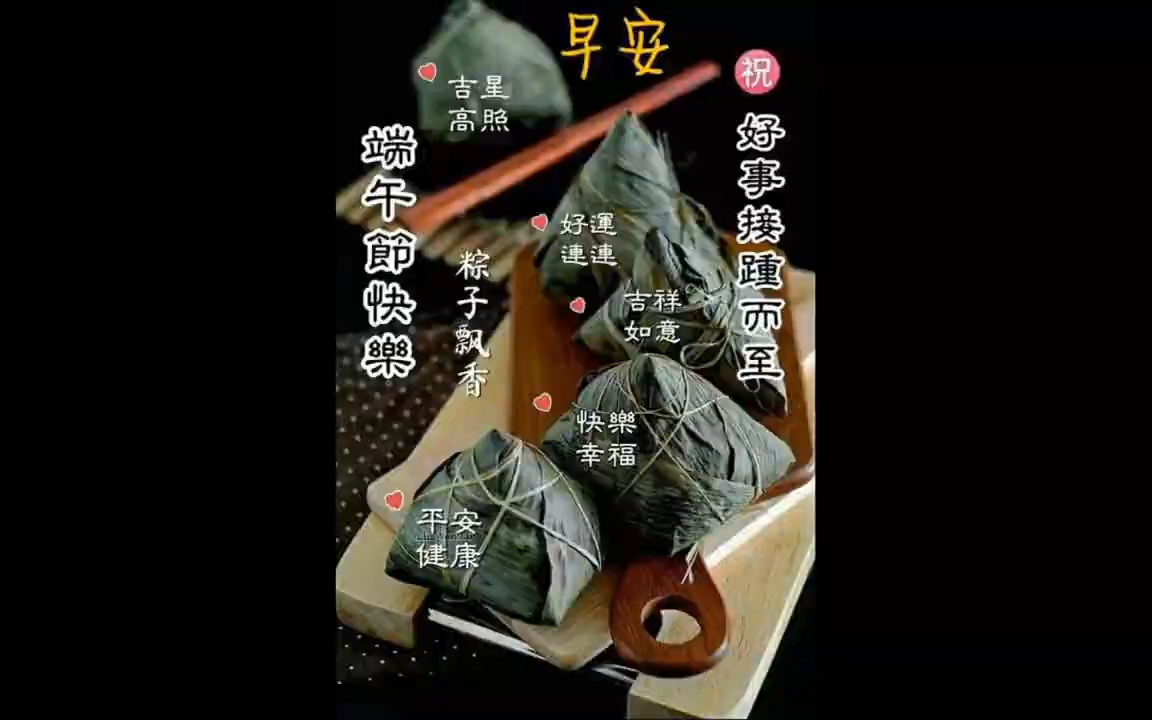 早安
祝
好事接踵而至
端午節快樂
粽子飄香
吉星
高照
好運
連連
吉祥
如意
快樂
幸福
平安
健康